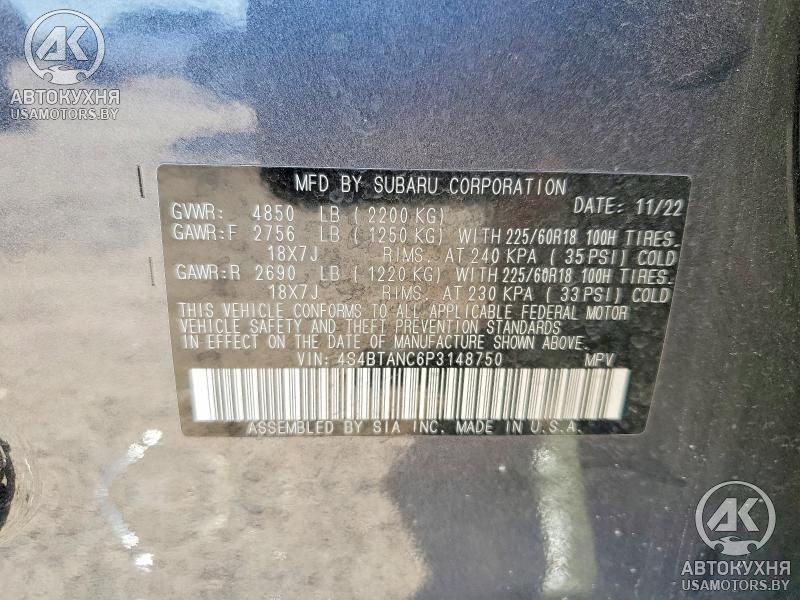 AK
АВТОКУХНЯ
USAMOTORS.BY
MFD BY SUBARU CORPORATION
GVWR: 4850 LB (2200 KG) DATE: 11/22
GAWR:F 2756 LB (1250 KG) WITH 225/60R18 100H TIRES.
18X7J RIMS. AT 240 KPA (35 PSI) COLD
GAWR:R 2690 LB (1220 KG) WITH 225/60R18 100H TIRES.
18X7J RIMS. AT 230 KPA (33 PSI) COLD
THIS VEHICLE CONFORMS TO ALL APPLICABLE FEDERAL MOTOR
VEHICLE SAFETY AND THEFT PREVENTION STANDARDS
IN EFFECT ON THE DATE OF MANUFACTURE SHOWN ABOVE.
VIN: 4S4BTANC6P3148750 MPV
ASSEMBLED BY SIA INC. MADE IN U.S.A.
AK
АВТОКУХНЯ
USAMOTORS.BY